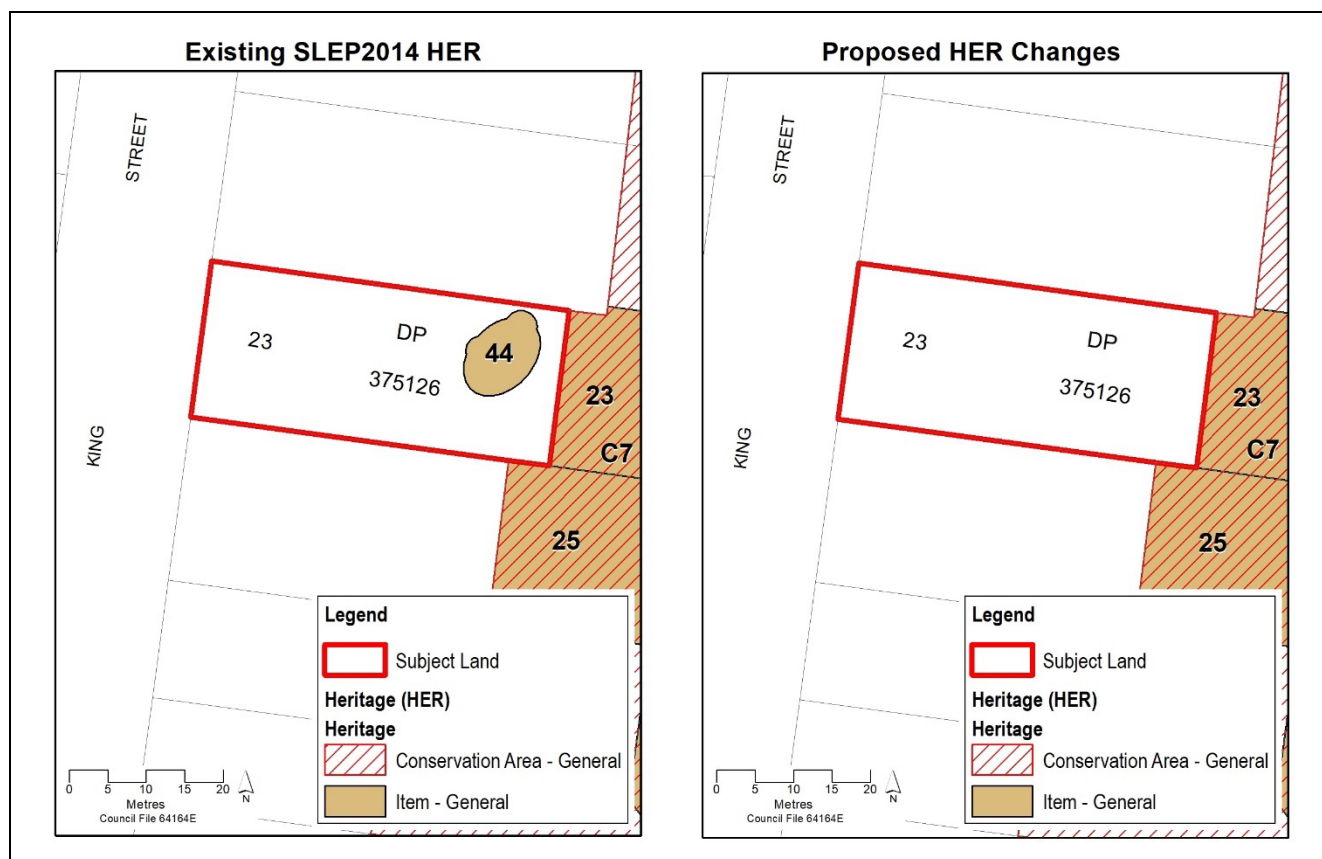 Existing SLEP2014 HER
STREET
KING
23
DP
375126
44
23
C7
25
Legend
Subject Land
Heritage (HER)
Heritage
Conservation Area - General
Item - General
0 5 10 15 20
Metres
Council File 64164E
N
Proposed HER Changes
STREET
KING
23
DP
375126
23
C7
25
Legend
Subject Land
Heritage (HER)
Heritage
Conservation Area - General
Item - General
0 5 10 15 20
Metres
Council File 64164E
N